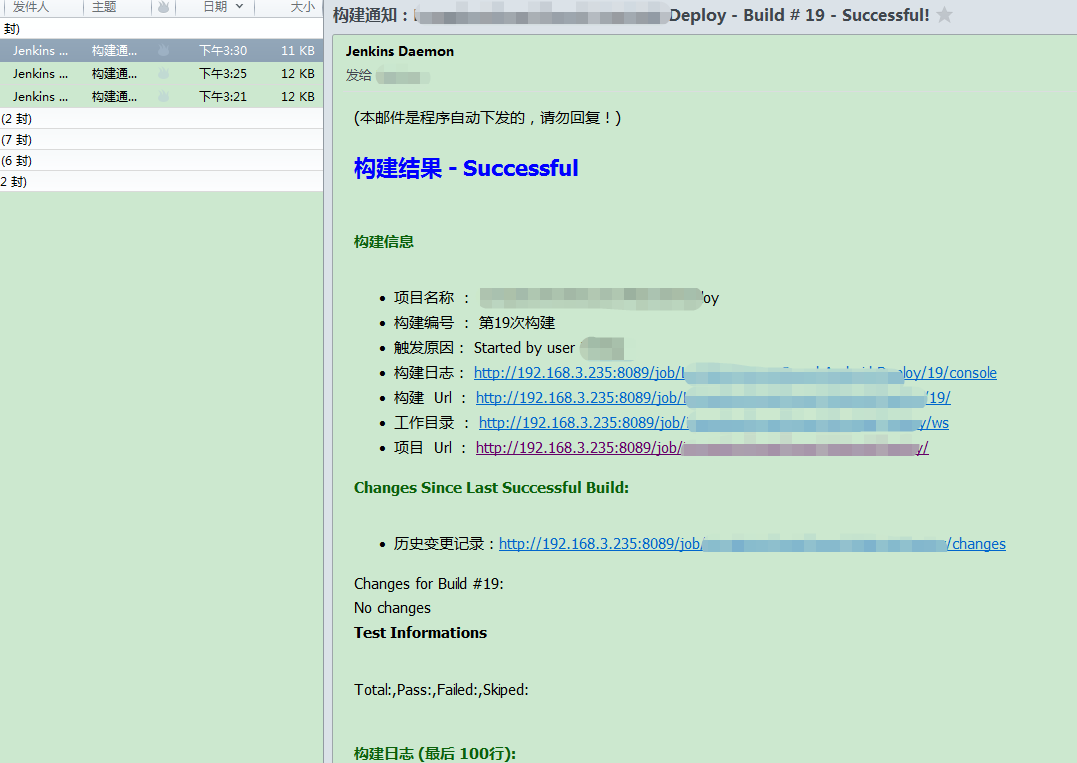 发件人 主题 日期 大小
封)
Jenkins ... 构建通... 下午3:30 11 KB
Jenkins ... 构建通... 下午3:25 12 KB
Jenkins ... 构建通... 下午3:21 12 KB
(2 封)
(7 封)
(6 封)
2 封)
构建通知： Deploy - Build # 19 - Successful!
Jenkins Daemon
发给
(本邮件是程序自动下发的，请勿回复！)
构建结果 - Successful
构建信息
• 项目名称 ： oy
• 构建编号 ： 第19次构建
• 触发原因： Started by user
• 构建日志： http://192.168.3.235:8089/job/ loy/19/console
• 构建 Url ： http://192.168.3.235:8089/job/ /19/
• 工作目录 ： http://192.168.3.235:8089/job/ /ws
• 项目 Url ： http://192.168.3.235:8089/job/ /
Changes Since Last Successful Build:
• 历史变更记录：http://192.168.3.235:8089/job/ /changes
Changes for Build #19:
No changes
Test Informations
Total:,Pass:,Failed:,Skiped:
构建日志 (最后 100行):